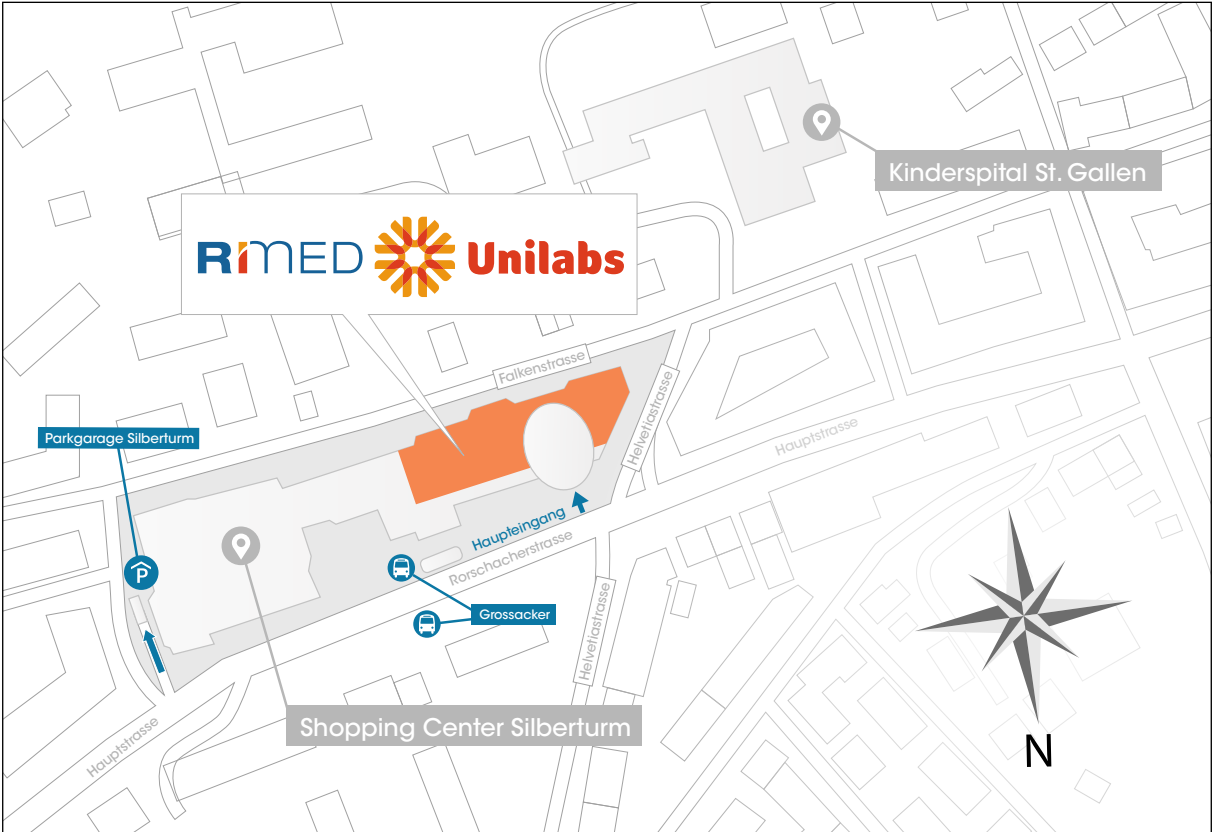 Kinderspital St. Gallen
RiMED Unilabs
Falkenstrasse
Helvetiastrasse
Hauptstrasse
Parkgarage Silberturm
P
Haupteingang
Rorschacherstrasse
Grossacker
Helvetiastrasse
Shopping Center Silberturm
Hauptstrasse
N